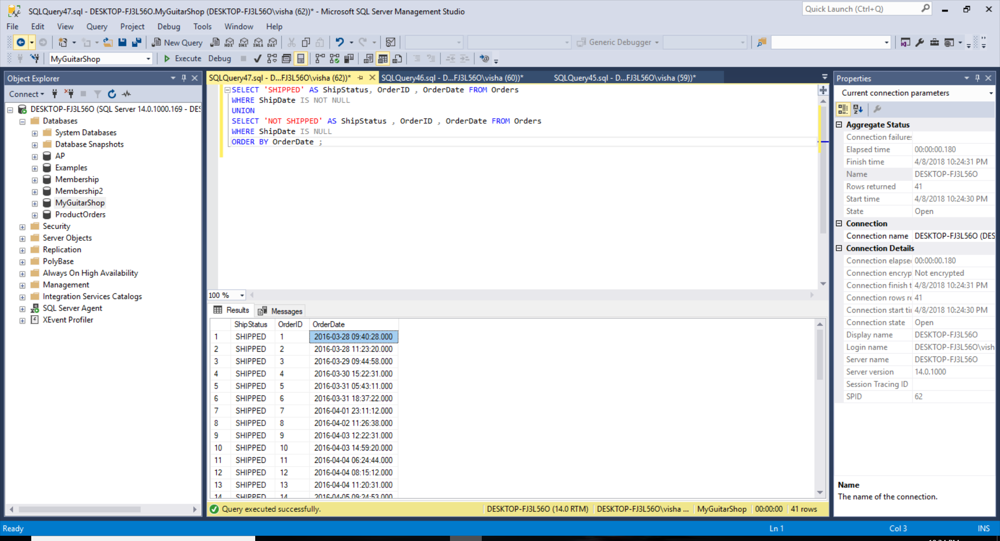 SQLQuery47.sql - DESKTOP-FJ3L56O.MyGuitarShop (DESKTOP-FJ3L56O\visha (62))* - Microsoft SQL Server Management Studio
Quick Launch (Ctrl+Q)
File Edit View Query Project Debug Tools Window Help
New Query MDX DMX XMLA DAX Generic Debugger
MyGuitarShop Execute Debug
Object Explorer
Connect
DESKTOP-FJ3L56O (SQL Server 14.0.1000.169 - DES
Databases
System Databases
Database Snapshots
AP
Examples
Membership
Membership2
MyGuitarShop
ProductOrders
Security
Server Objects
Replication
PolyBase
Always On High Availability
Management
Integration Services Catalogs
SQL Server Agent
XEvent Profiler
SQLQuery47.sql - D...FJ3L56O\visha (62))* SQLQuery46.sql - D...FJ3L56O\visha (60))* SQLQuery45.sql - D...FJ3L56O\visha (59))*
SELECT 'SHIPPED' AS ShipStatus, OrderID , OrderDate FROM Orders
WHERE ShipDate IS NOT NULL
UNION
SELECT 'NOT SHIPPED' AS ShipStatus , OrderID , OrderDate FROM Orders
WHERE ShipDate IS NULL
ORDER BY OrderDate ;
100 %
Results Messages
ShipStatus OrderID OrderDate
1 SHIPPED 1 2016-03-28 09:40:28.000
2 SHIPPED 2 2016-03-28 11:23:20.000
3 SHIPPED 3 2016-03-29 09:44:58.000
4 SHIPPED 4 2016-03-30 15:22:31.000
5 SHIPPED 5 2016-03-31 05:43:11.000
6 SHIPPED 6 2016-03-31 18:37:22.000
7 SHIPPED 7 2016-04-01 23:11:12.000
8 SHIPPED 8 2016-04-02 11:26:38.000
9 SHIPPED 9 2016-04-03 12:22:31.000
10 SHIPPED 10 2016-04-03 14:59:20.000
11 SHIPPED 11 2016-04-04 06:24:44.000
12 SHIPPED 12 2016-04-04 08:15:12.000
13 SHIPPED 13 2016-04-04 11:20:31.000
14 SHIPPED 14 2016-04-05 09:24:53.000
Query executed successfully. DESKTOP-FJ3L56O (14.0 RTM) DESKTOP-FJ3L56O\visha ... MyGuitarShop 00:00:00 41 rows
Properties
Current connection parameters
Aggregate Status
Connection failures
Elapsed time 00:00:00.180
Finish time 4/8/2018 10:24:31 PM
Name DESKTOP-FJ3L56O
Rows returned 41
Start time 4/8/2018 10:24:30 PM
State Open
Connection
Connection name DESKTOP-FJ3L56O (DES
Connection Details
Connection elapse 00:00:00.180
Connection encryp Not encrypted
Connection finish t 4/8/2018 10:24:31 PM
Connection rows re 41
Connection start ti 4/8/2018 10:24:30 PM
Connection state Open
Display name DESKTOP-FJ3L56O
Login name DESKTOP-FJ3L56O\vish
Server name DESKTOP-FJ3L56O
Server version 14.0.1000
Session Tracing ID
SPID 62
Name
The name of the connection.
Ready Ln 1 Col 3 INS